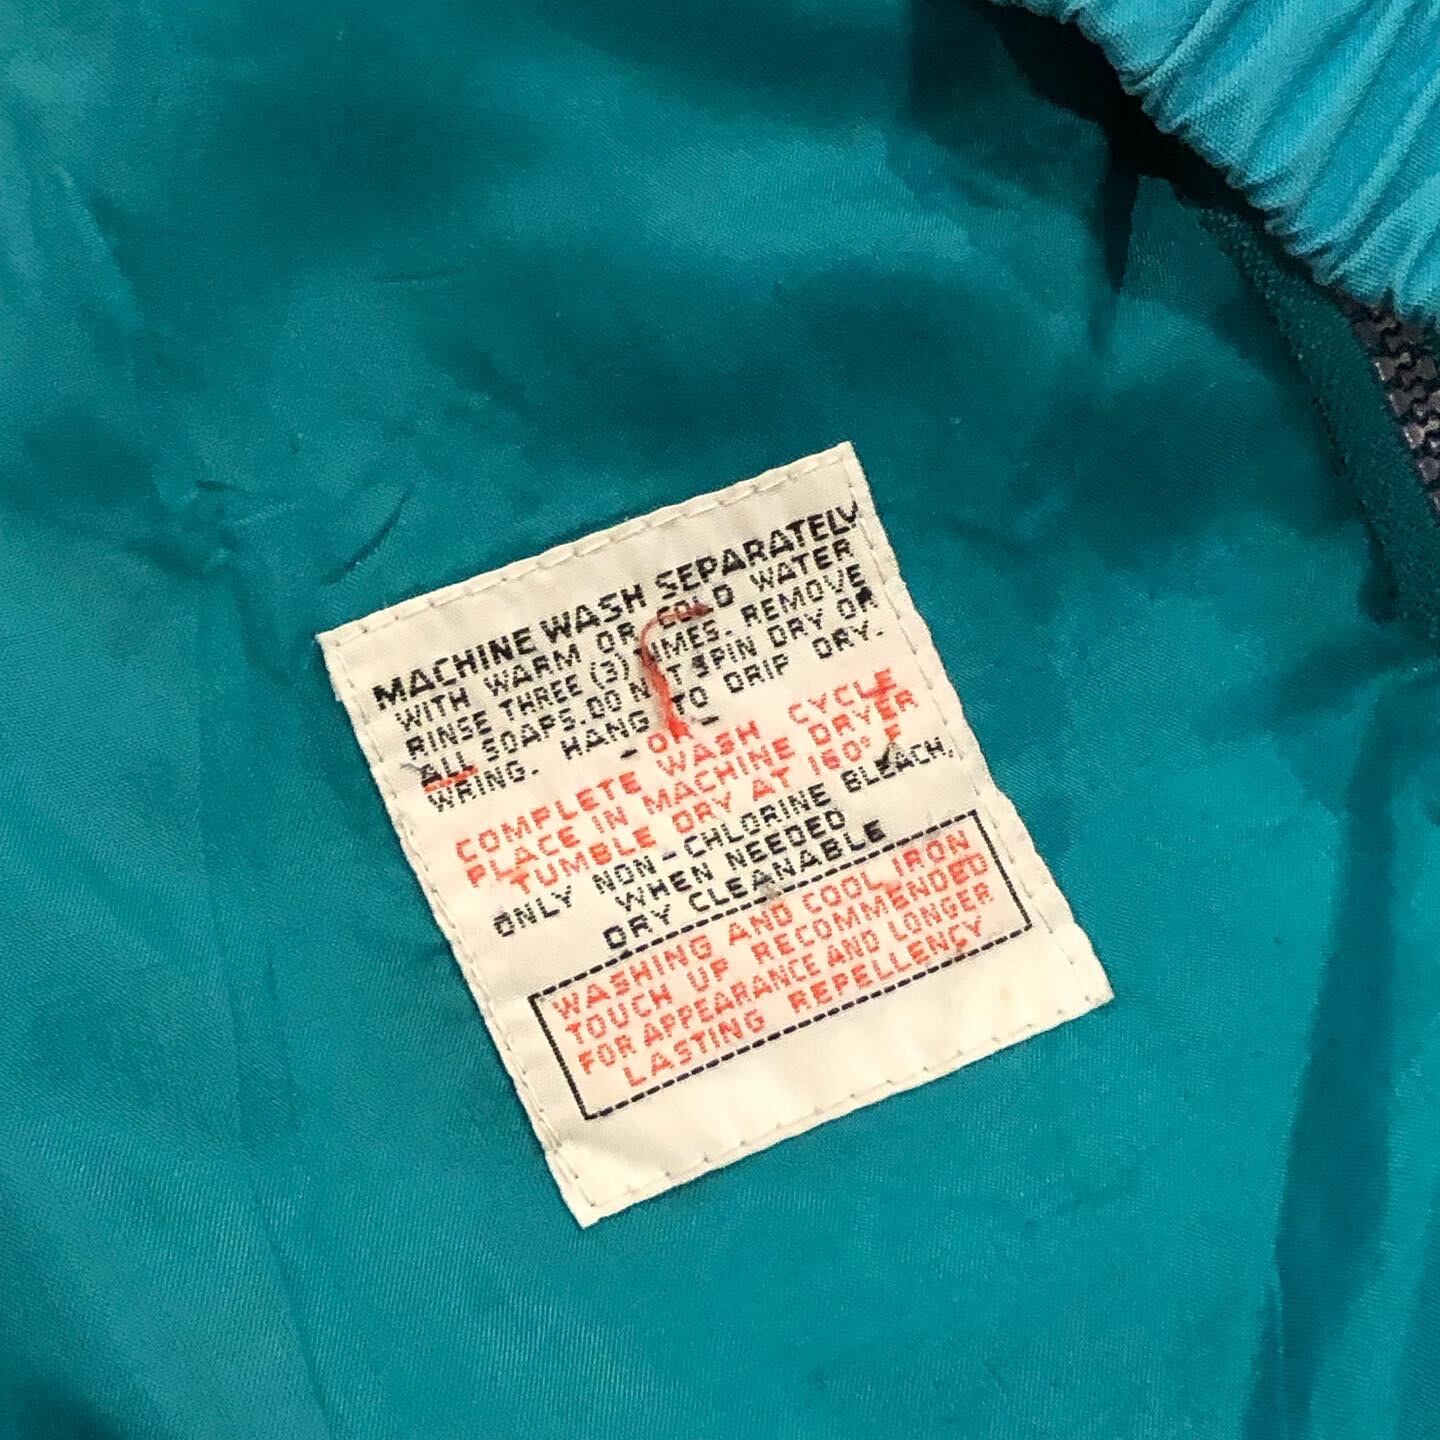 MACHINE WASH SEPARATELY
WITH WARM OR COLD WATER
RINSE THREE (3) TIMES. REMOVE
ALL SOAPS. DO NOT SPIN DRY OR
WRING. HANG TO DRIP DRY.
- OR -
COMPLETE WASH CYCLE
PLACE IN MACHINE DRYER
TUMBLE DRY AT 160° F
ONLY NON-CHLORINE BLEACH,
WHEN NEEDED
DRY CLEANABLE
WASHING AND COOL IRON
TOUCH UP RECOMMENDED
FOR APPEARANCE AND LONGER
LASTING REPELLENCY